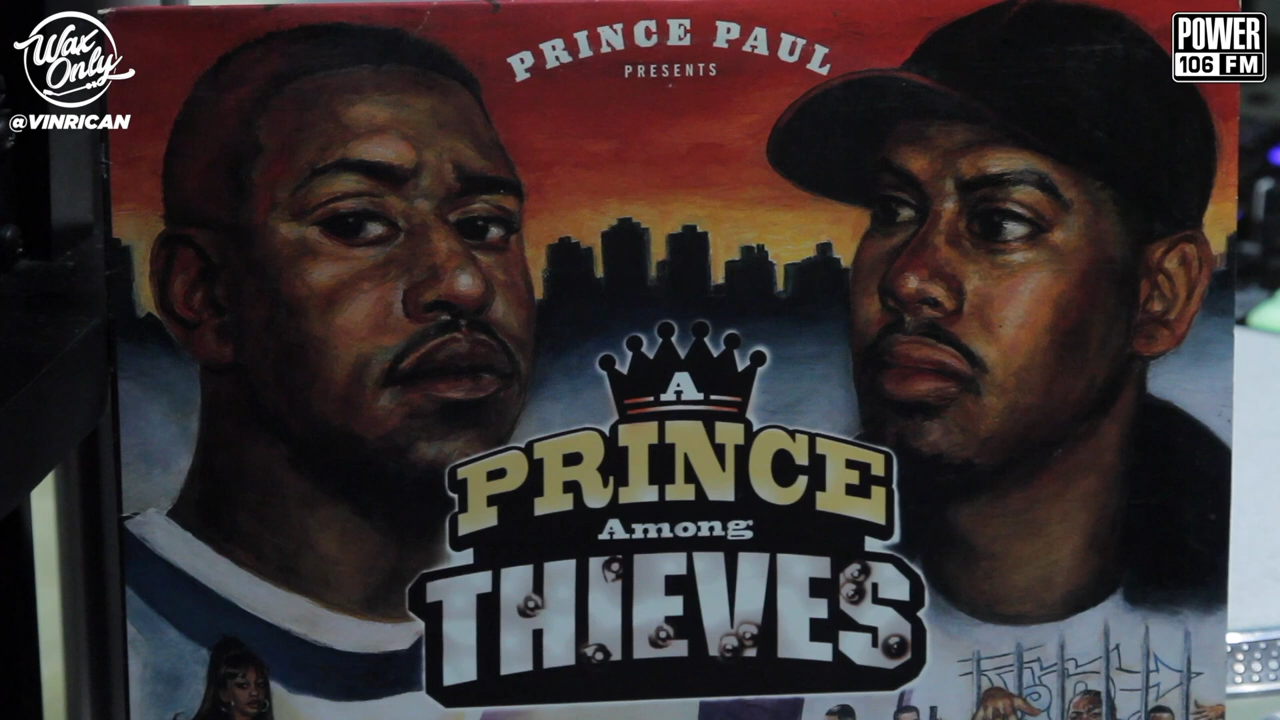 Wax
Only
@VINRICAN
POWER
106 FM
PRINCE PAUL
PRESENTS
A
PRINCE
Among
THIEVES